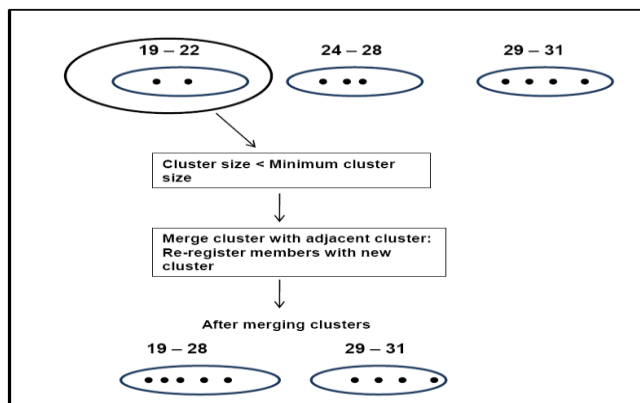 19 – 22 24 – 28 29 – 31
Cluster size < Minimum cluster
size
Merge cluster with adjacent cluster:
Re-register members with new
cluster
After merging clusters
19 – 28 29 – 31